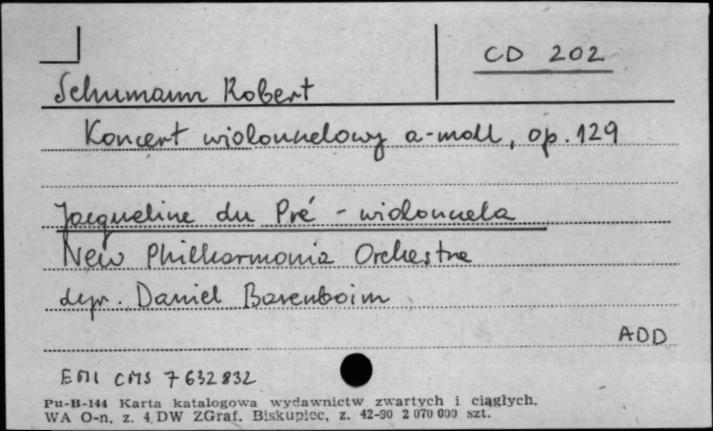 CD 202
Schumann Robert
Koncert wiolonczelowy a-moll, op. 129
Jacqueline du Pré - wiolonczela
New Philharmonia Orchestra
dyr. Daniel Barenboim
ADD
EMI CMS 7 632832
Pu-B-144 Karta katalogowa wydawnictw zwartych i ciągłych.
WA O-n. z. 4 DW ZGraf. Biskupiec, z. 42-90 2 070 000 szt.